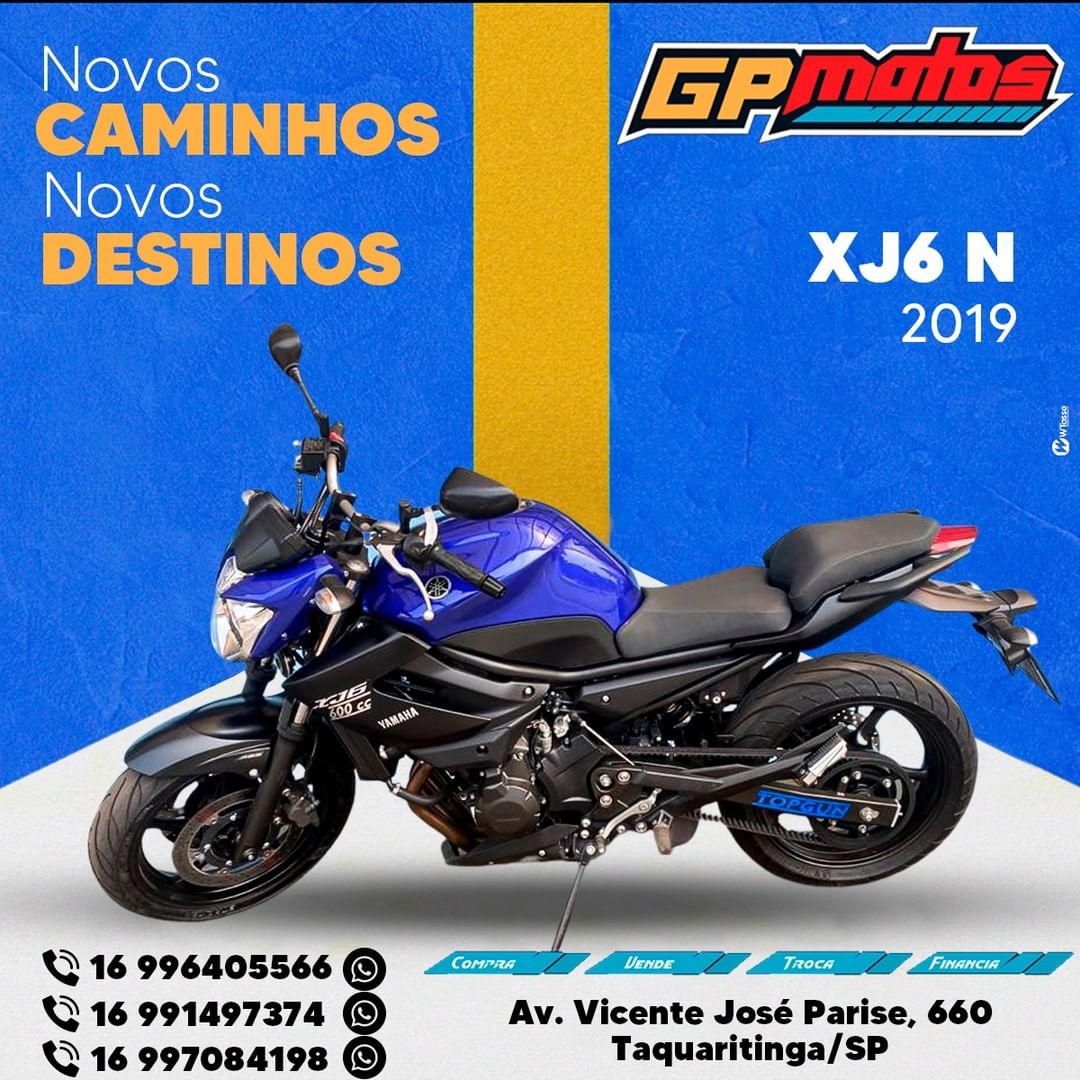 Novos
CAMINHOS
Novos
DESTINOS
GPmotos
XJ6 N
2019
WTasso
XJ6
600 cc
YAMAHA
TOPGUN
16 996405566
16 991497374
16 997084198
COMPRA
VENDE
TROCA
FINANCIA
Av. Vicente José Parise, 660
Taquaritinga/SP